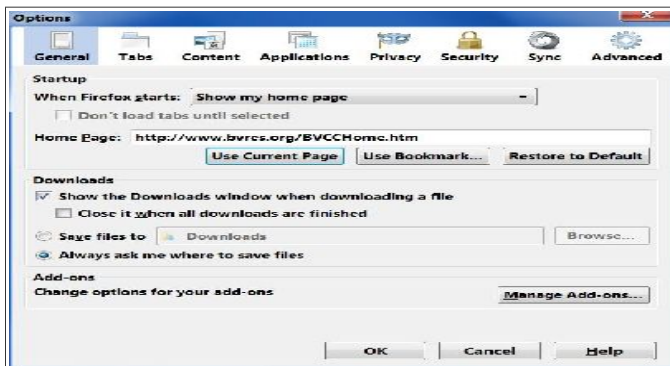 Options
General Tabs Content Applications Privacy Security Sync Advanced
Startup
When Firefox starts: Show my home page
Don't load tabs until selected
Home Page: http://www.bvres.org/BVCCHome.htm
Use Current Page Use Bookmark... Restore to Default
Downloads
Show the Downloads window when downloading a file
Close it when all downloads are finished
Save files to Downloads Browse...
Always ask me where to save files
Add-ons
Change options for your add-ons Manage Add-ons...
OK Cancel Help